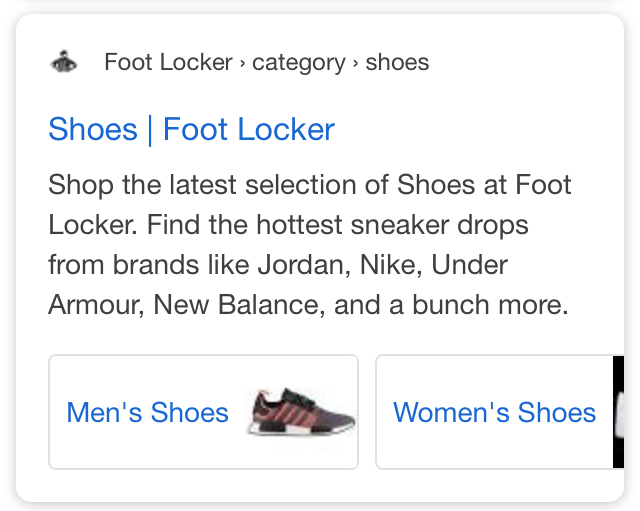 Foot Locker › category › shoes
Shoes | Foot Locker
Shop the latest selection of Shoes at Foot
Locker. Find the hottest sneaker drops
from brands like Jordan, Nike, Under
Armour, New Balance, and a bunch more.
Men's Shoes
Women's Shoes